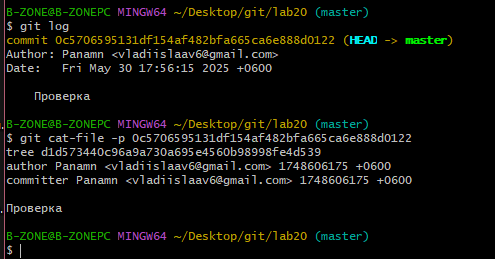 B-ZONE@B-ZONEPC MINGW64 ~/Desktop/git/lab20 (master)
$ git log
commit 0c5706595131df154af482bfa665ca6e888d0122 (HEAD -> master)
Author: Panamn <vladiislaav6@gmail.com>
Date:   Fri May 30 17:56:15 2025 +0600
    Проверка
B-ZONE@B-ZONEPC MINGW64 ~/Desktop/git/lab20 (master)
$ git cat-file -p 0c5706595131df154af482bfa665ca6e888d0122
tree d1d573440c96a9a730a695e4560b98998fe4d539
author Panamn <vladiislaav6@gmail.com> 1748606175 +0600
committer Panamn <vladiislaav6@gmail.com> 1748606175 +0600
Проверка
B-ZONE@B-ZONEPC MINGW64 ~/Desktop/git/lab20 (master)
$